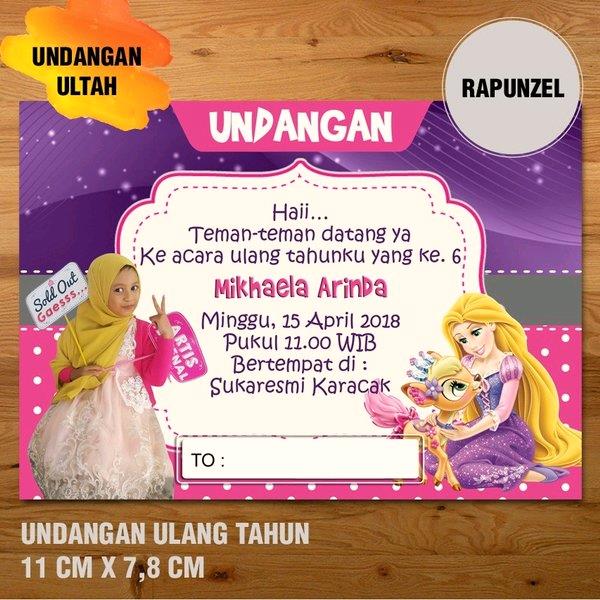 UNDANGAN
ULTAH
RAPUNZEL
UNDANGAN
Haii...
Teman-teman datang ya
Ke acara ulang tahunku yang ke. 6
Mikhaela Arinda
Minggu, 15 April 2018
Pukul 11.00 WIB
Bertempat di :
Sukaresmi Karacak
Sold Out
Gaesss...
ARTIS
TO :
UNDANGAN ULANG TAHUN
11 CM X 7,8 CM